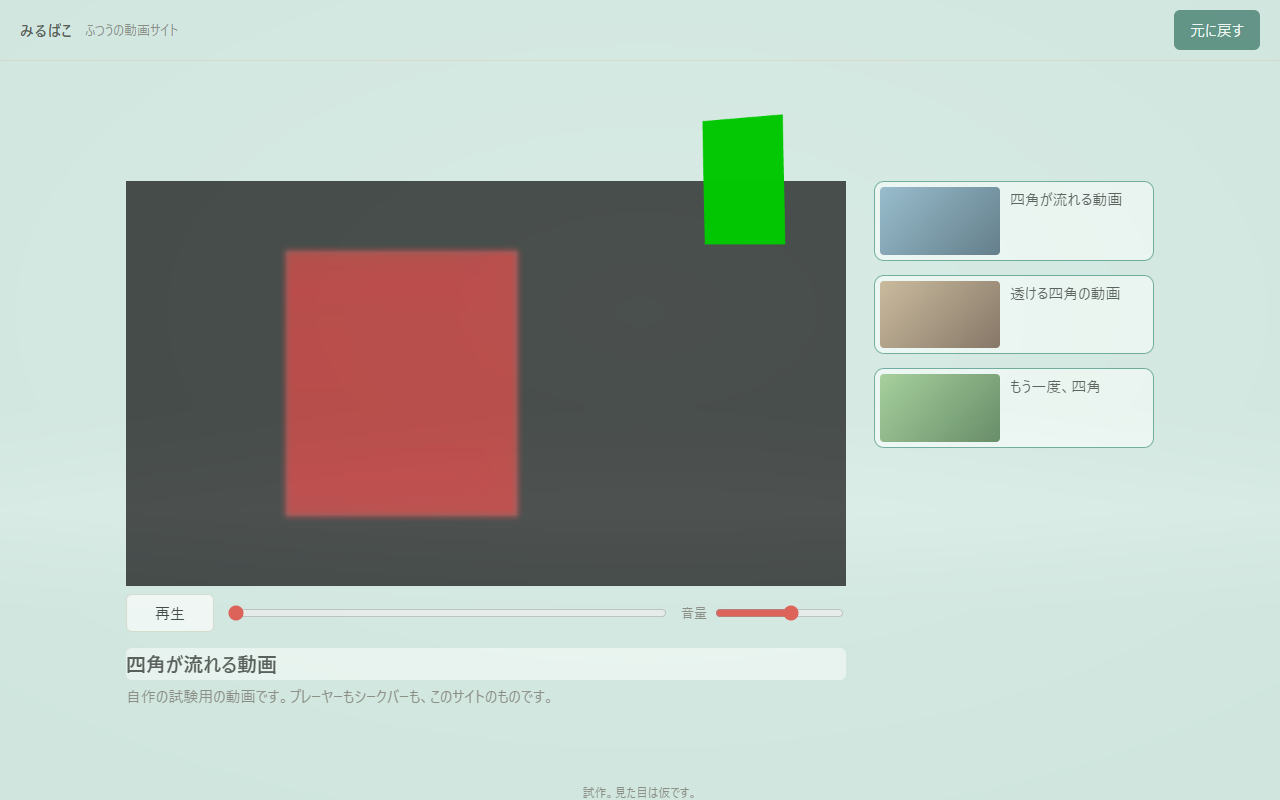 みるばこ ふつうの動画サイト
元に戻す
四角が流れる動画
透ける四角の動画
もう一度、四角
再生
音量
四角が流れる動画
自作の試験用の動画です。プレーヤーもシークバーも、このサイトのものです。
試作。見た目は仮です。